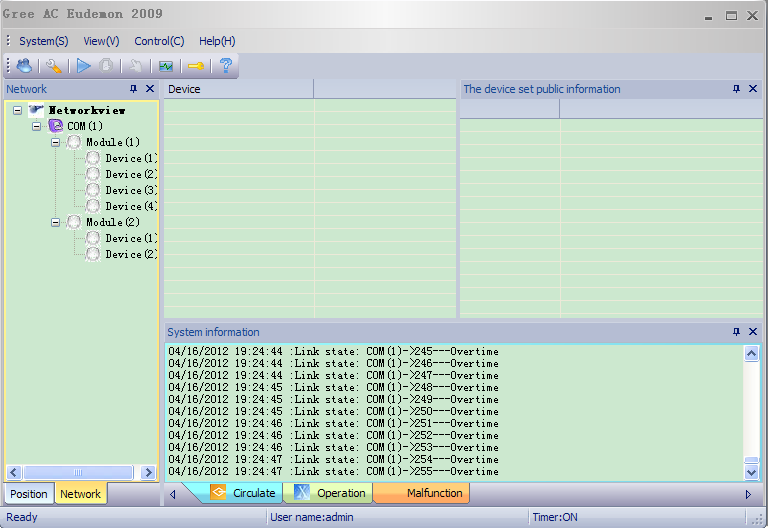 Gree AC Eudemon 2009
System(S) View(V) Control(C) Help(H)
Network
Networkview
COM(1)
Module(1)
Device(1)
Device(2)
Device(3)
Device(4)
Module(2)
Device(1)
Device(2)
Position Network
Device
The device set public information
System information
04/16/2012 19:24:44 :Link state: COM(1)->245---Overtime
04/16/2012 19:24:44 :Link state: COM(1)->246---Overtime
04/16/2012 19:24:44 :Link state: COM(1)->247---Overtime
04/16/2012 19:24:45 :Link state: COM(1)->248---Overtime
04/16/2012 19:24:45 :Link state: COM(1)->249---Overtime
04/16/2012 19:24:45 :Link state: COM(1)->250---Overtime
04/16/2012 19:24:46 :Link state: COM(1)->251---Overtime
04/16/2012 19:24:46 :Link state: COM(1)->252---Overtime
04/16/2012 19:24:46 :Link state: COM(1)->253---Overtime
04/16/2012 19:24:47 :Link state: COM(1)->254---Overtime
04/16/2012 19:24:47 :Link state: COM(1)->255---Overtime
Circulate Operation Malfunction
Ready User name:admin Timer:ON